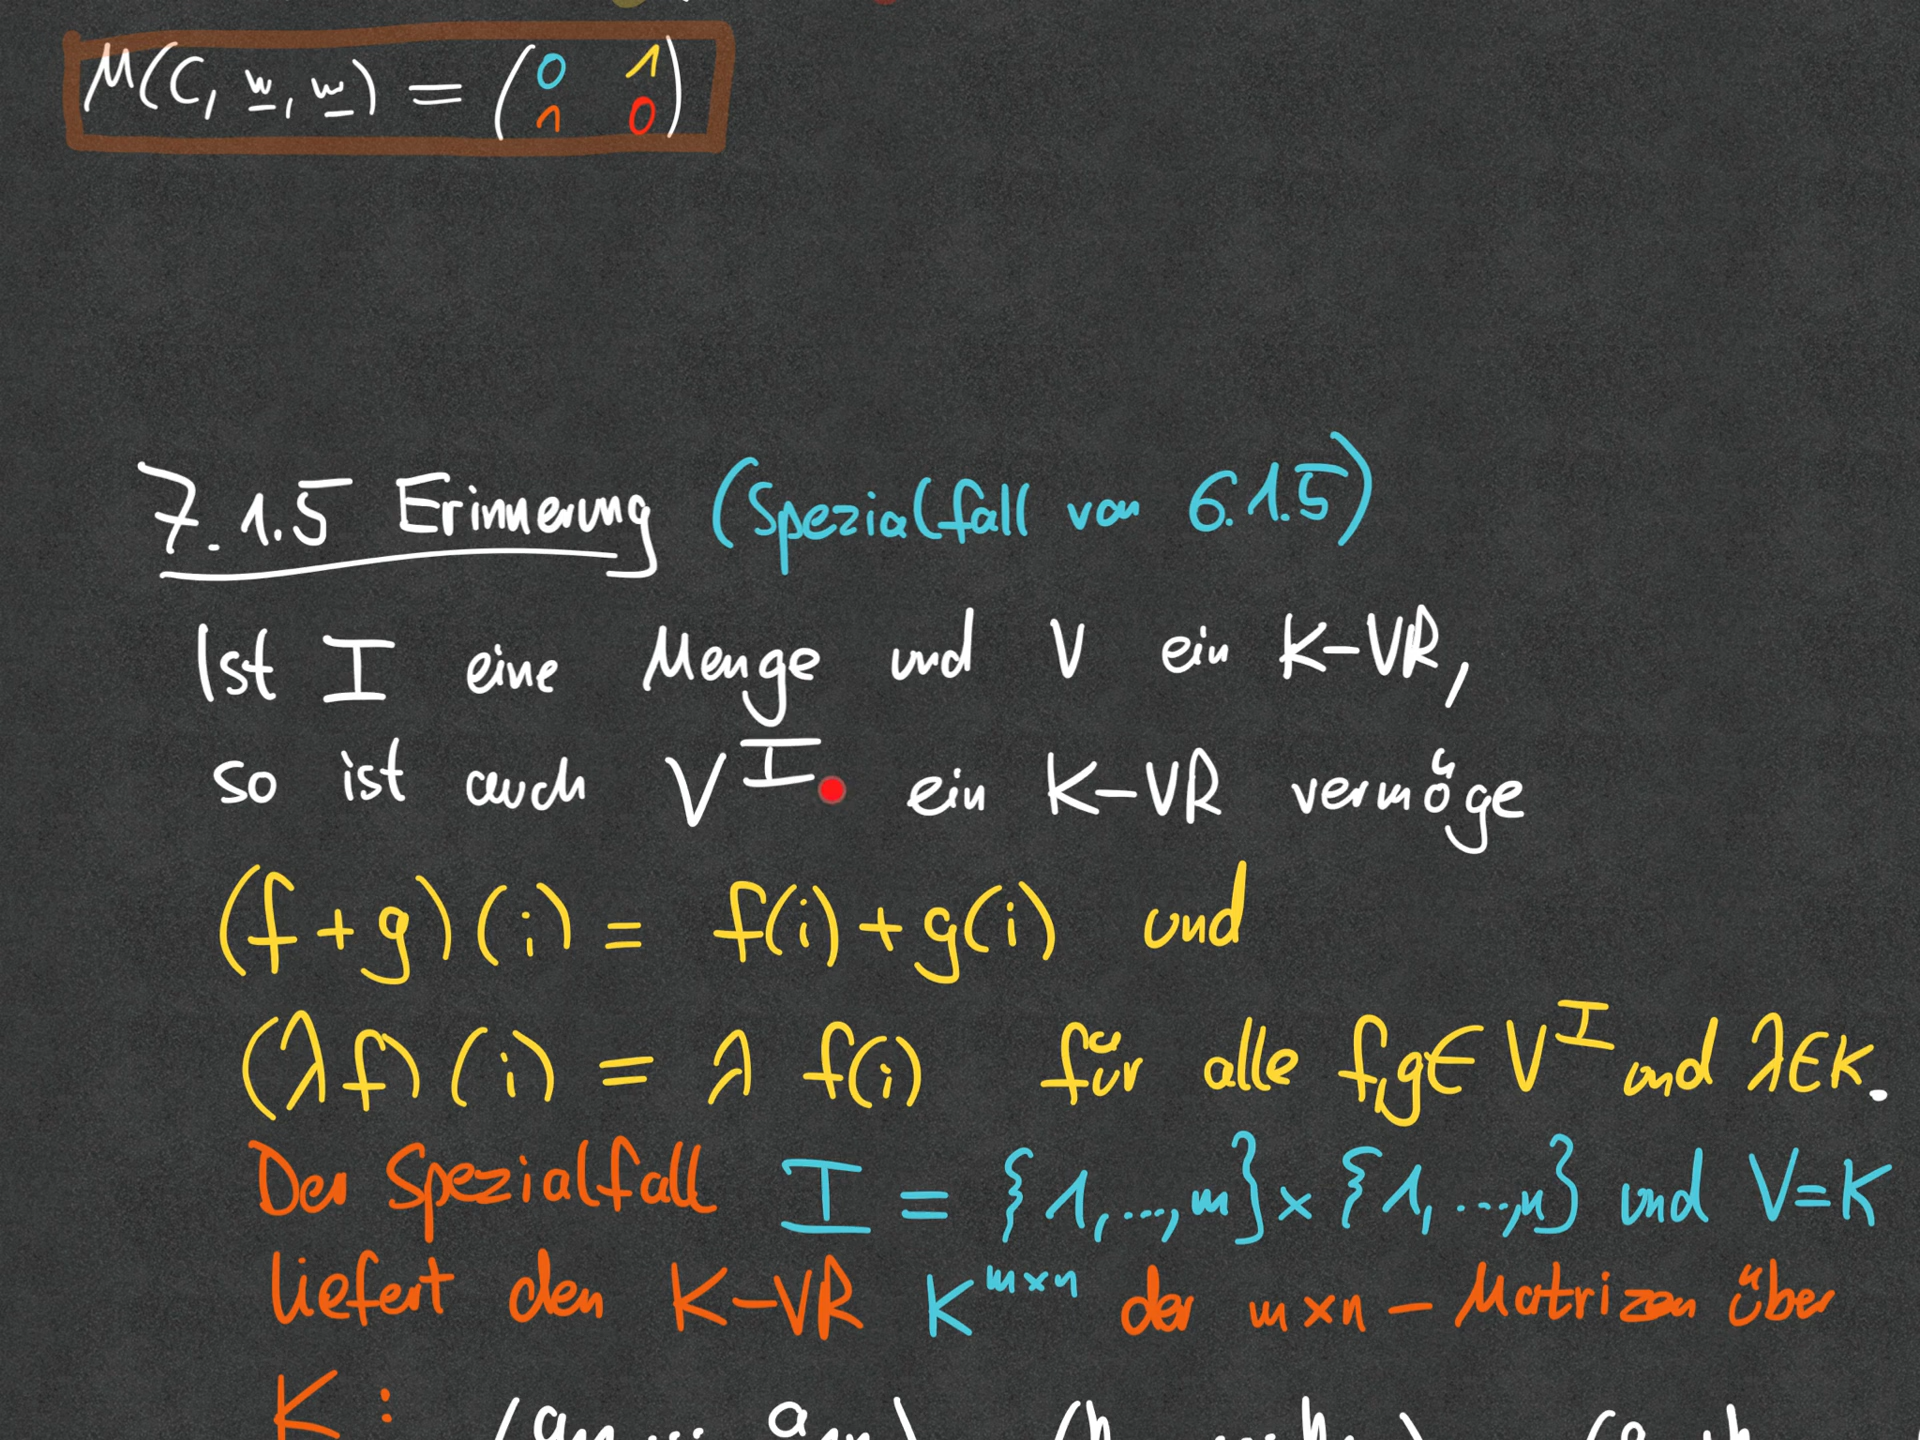 M(C, w, w) = (0 1
1 0)
7.1.5 Erinnerung (Spezialfall von 6.1.5)
Ist I eine Menge und V ein K-VR,
so ist auch V^I ein K-VR vermöge
(f+g)(i) = f(i)+g(i) und
(λf)(i) = λ f(i) für alle f,g∈ V^I und λ∈K.
Der Spezialfall I = {1,...,m}×{1,...,n} und V=K
liefert den K-VR K^{m×n} der m×n-Matrizen über
K: